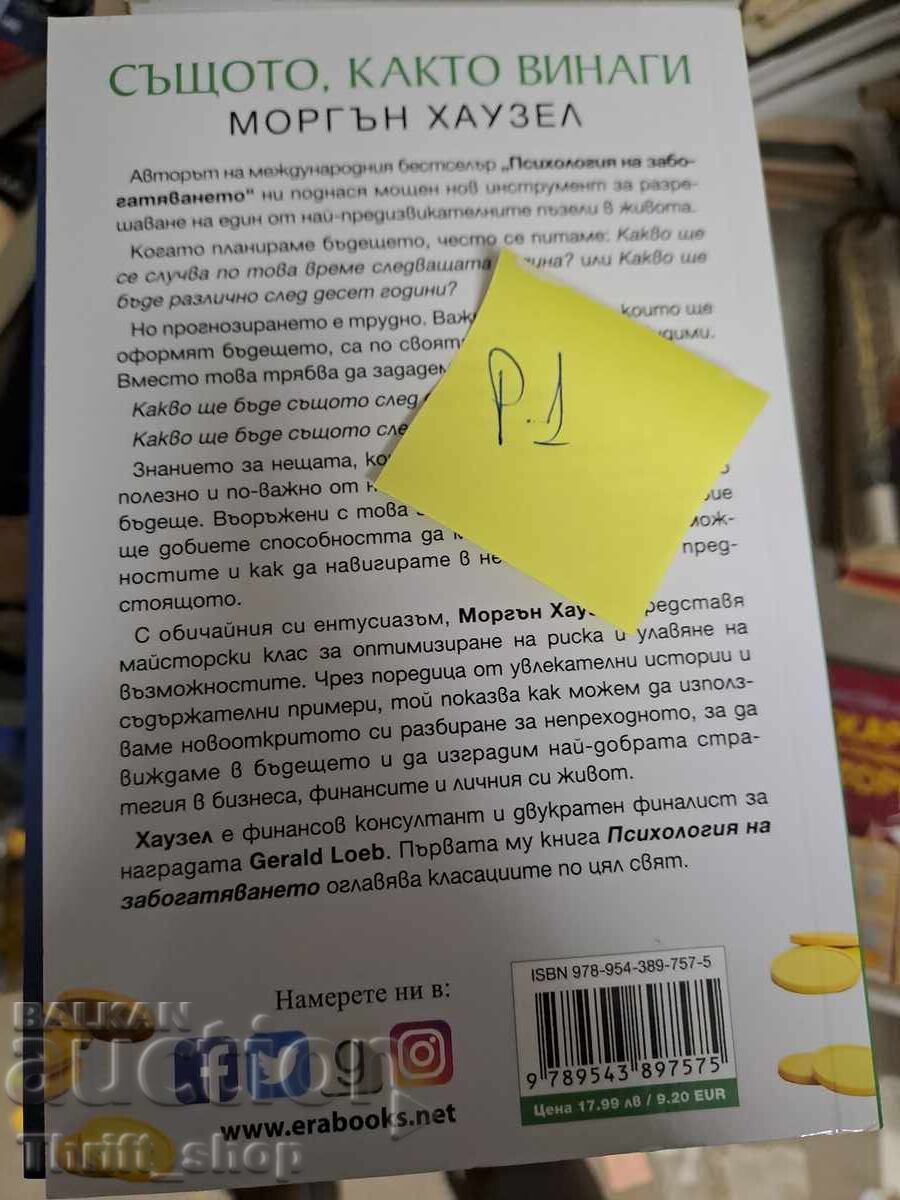 СЪЩОТО, КАКТО ВИНАГИ
МОРГЪН ХАУЗЕЛ
Авторът на международния бестселър „Психология на забо-
гатяването“ ни поднася мощен нов инструмент за разре-
шаване на един от най-предизвикателните пъзели в живота.
Когато планираме бъдещето, често се питаме: Какво ще
се случва по това време следващата ина? или Какво ще
бъде различно след десет години?
Но прогнозирането е трудно. които ще
оформят бъдещето, са по
Вместо това трябва да
Какво ще бъде същото след
Какво ще бъде същото
Знанието за нещата,
полезно и по-важно от
бъдеще. Въоръжени с това
ще добиете способността да мож-
ностите и как да навигирате в пред-
стоящото.
С обичайния си ентусиазъм, Моргън
майсторски клас за оптимизиране на риска и улавяне на
възможностите. Чрез поредица от увлекателни истории и
съдържателни примери, той показва как можем да използ-
ваме новооткритото си разбиране за непреходното, за да
виждаме в бъдещето и да изградим най-добрата стра-
тегия в бизнеса, финансите и личния си живот.
Хаузел е финансов консултант и двукратен финалист за
наградата Gerald Loeb. Първата му книга Психология на
забогатяването оглавява класациите по цял свят.
P.1
Намерете ни в:
www.erabooks.net
ISBN 978-954-389-757-5
9 789543 897575
Цена 17.99 лв / 9.20 EUR
BALKAN
auction
Thrift_shop